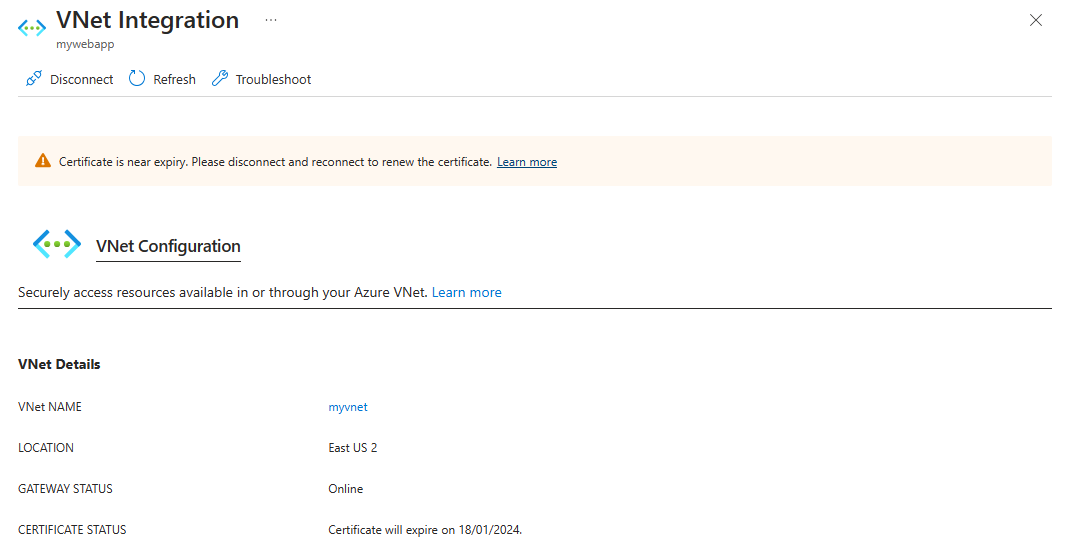 VNet Integration ...
mywebapp
Disconnect Refresh Troubleshoot
Certificate is near expiry. Please disconnect and reconnect to renew the certificate. Learn more
VNet Configuration
Securely access resources available in or through your Azure VNet. Learn more
VNet Details
VNet NAME myvnet
LOCATION East US 2
GATEWAY STATUS Online
CERTIFICATE STATUS Certificate will expire on 18/01/2024.